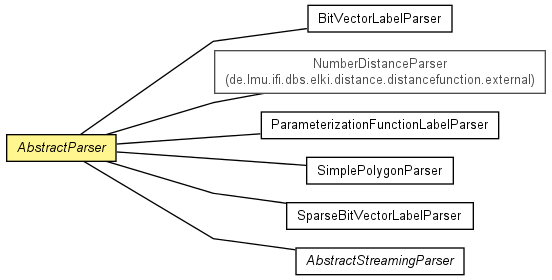 BitVectorLabelParser
NumberDistanceParser
(de.lmu.ifi.dbs.elki.distance.distancefunction.external)
ParameterizationFunctionLabelParser
AbstractParser
SimplePolygonParser
SparseBitVectorLabelParser
AbstractStreamingParser